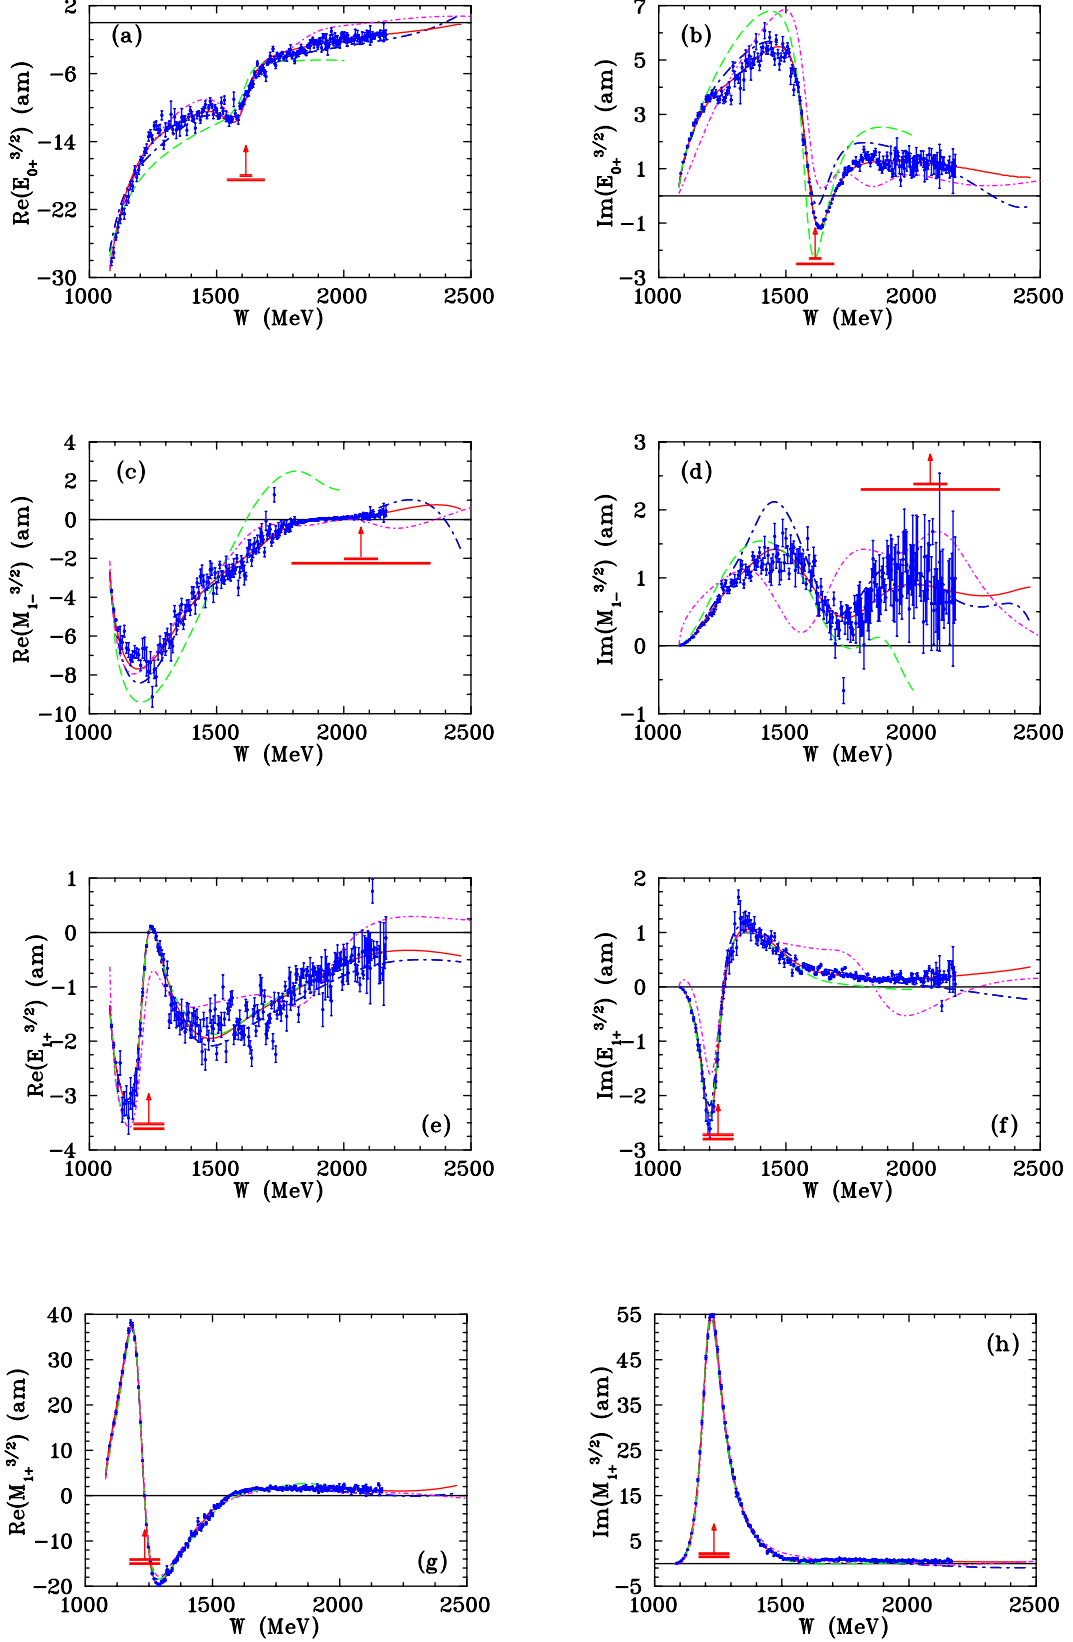 2
-6
-14
-22
-30
(a)
Re(E0+ 3/2) (am)
1000 1500 2000 2500
W (MeV)
7
5
3
1
-1
-3
(b)
Im(E0+ 3/2) (am)
1000 1500 2000 2500
W (MeV)
4
2
0
-2
-4
-6
-8
-10
(c)
Re(M1- 3/2) (am)
1000 1500 2000 2500
W (MeV)
3
2
1
0
-1
(d)
Im(M1- 3/2) (am)
1000 1500 2000 2500
W (MeV)
1
0
-1
-2
-3
-4
(e)
Re(E1+ 3/2) (am)
1000 1500 2000 2500
W (MeV)
2
1
0
-1
-2
-3
(f)
Im(E1+ 3/2) (am)
1000 1500 2000 2500
W (MeV)
40
30
20
10
0
-10
-20
(g)
Re(M1+ 3/2) (am)
1000 1500 2000 2500
W (MeV)
55
45
35
25
15
5
-5
(h)
Im(M1+ 3/2) (am)
1000 1500 2000 2500
W (MeV)